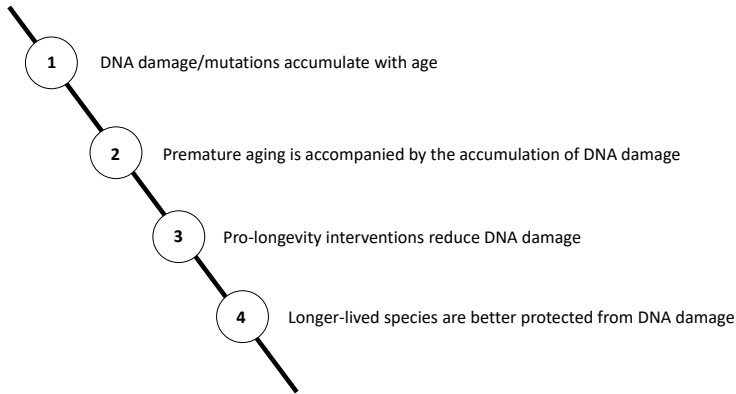 1 DNA damage/mutations accumulate with age
2 Premature aging is accompanied by the accumulation of DNA damage
3 Pro-longevity interventions reduce DNA damage
4 Longer-lived species are better protected from DNA damage